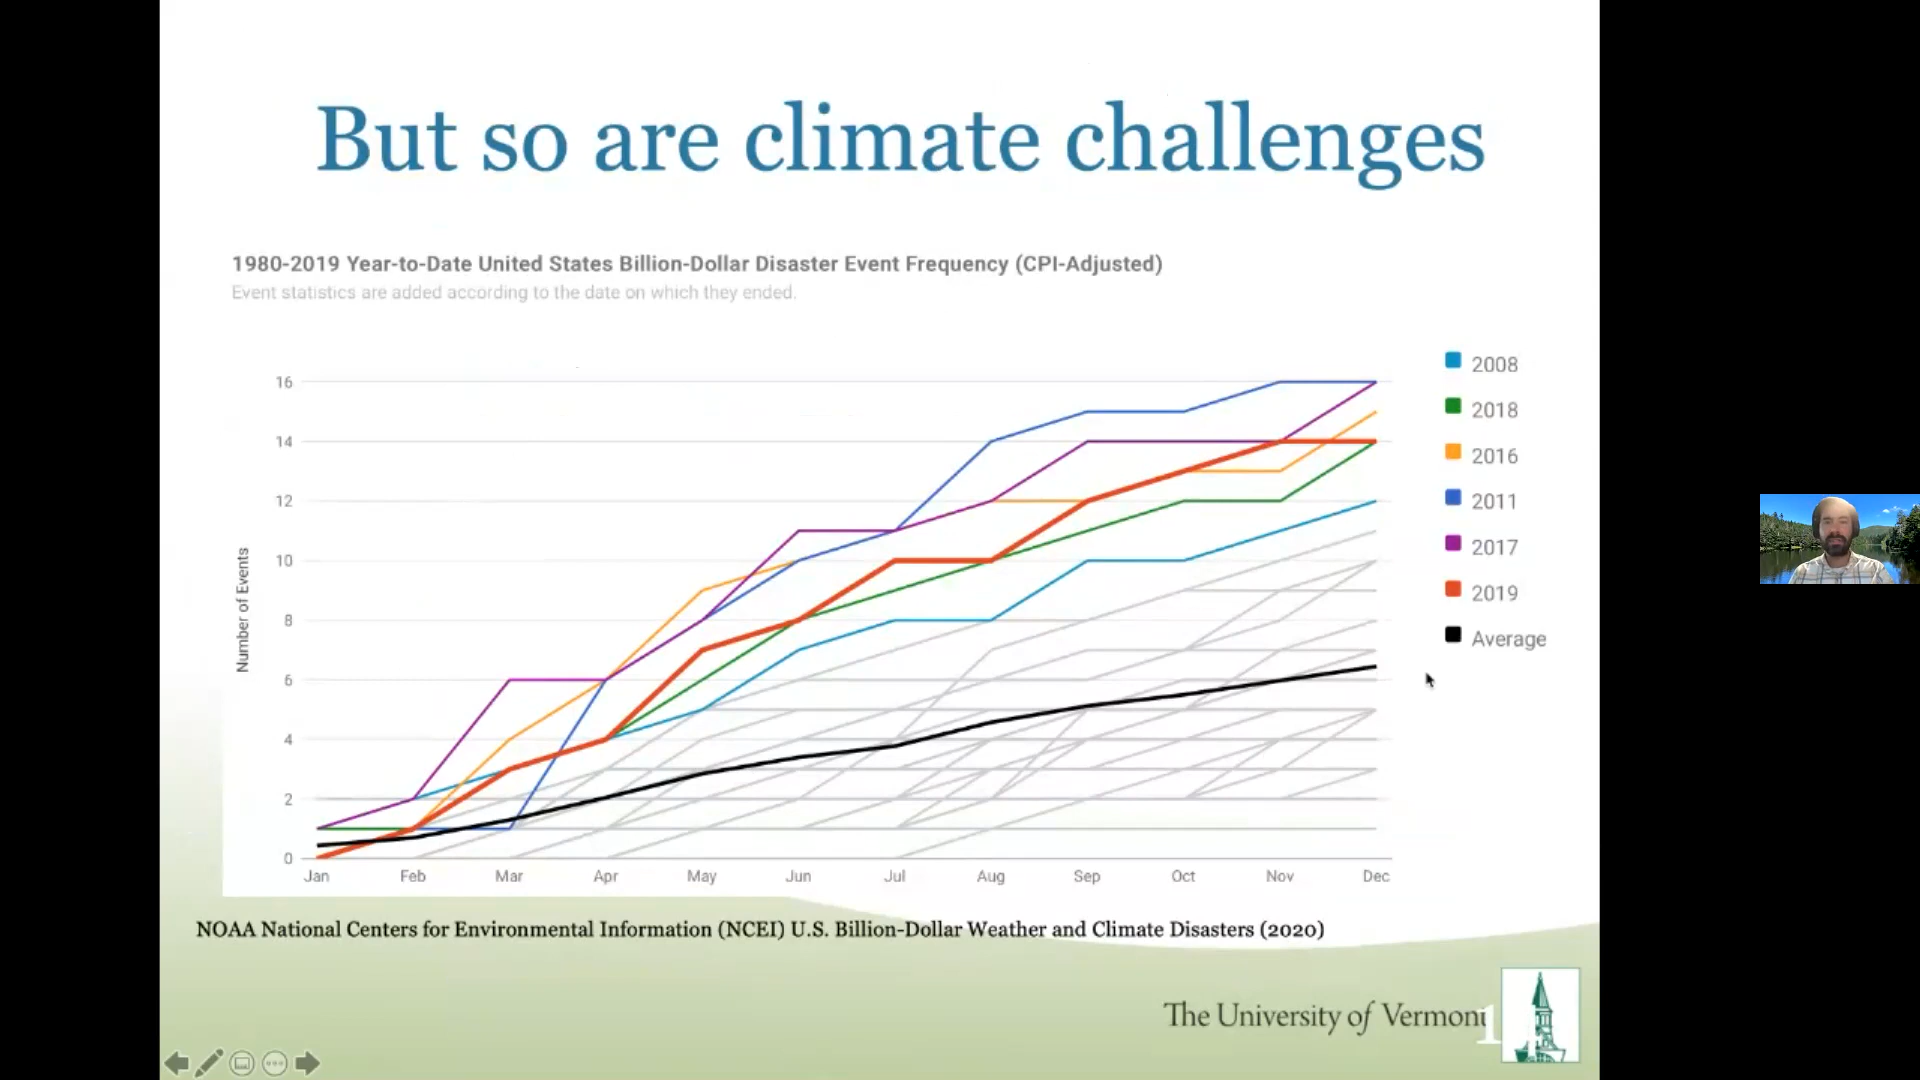 But so are climate challenges
1980-2019 Year-to-Date United States Billion-Dollar Disaster Event Frequency (CPI-Adjusted)
Event statistics are added according to the date on which they ended.
Number of Events
16
14
12
10
8
6
4
2
0
Jan Feb Mar Apr May Jun Jul Aug Sep Oct Nov Dec
2008
2018
2016
2011
2017
2019
Average
NOAA National Centers for Environmental Information (NCEI) U.S. Billion-Dollar Weather and Climate Disasters (2020)
The University of Vermont